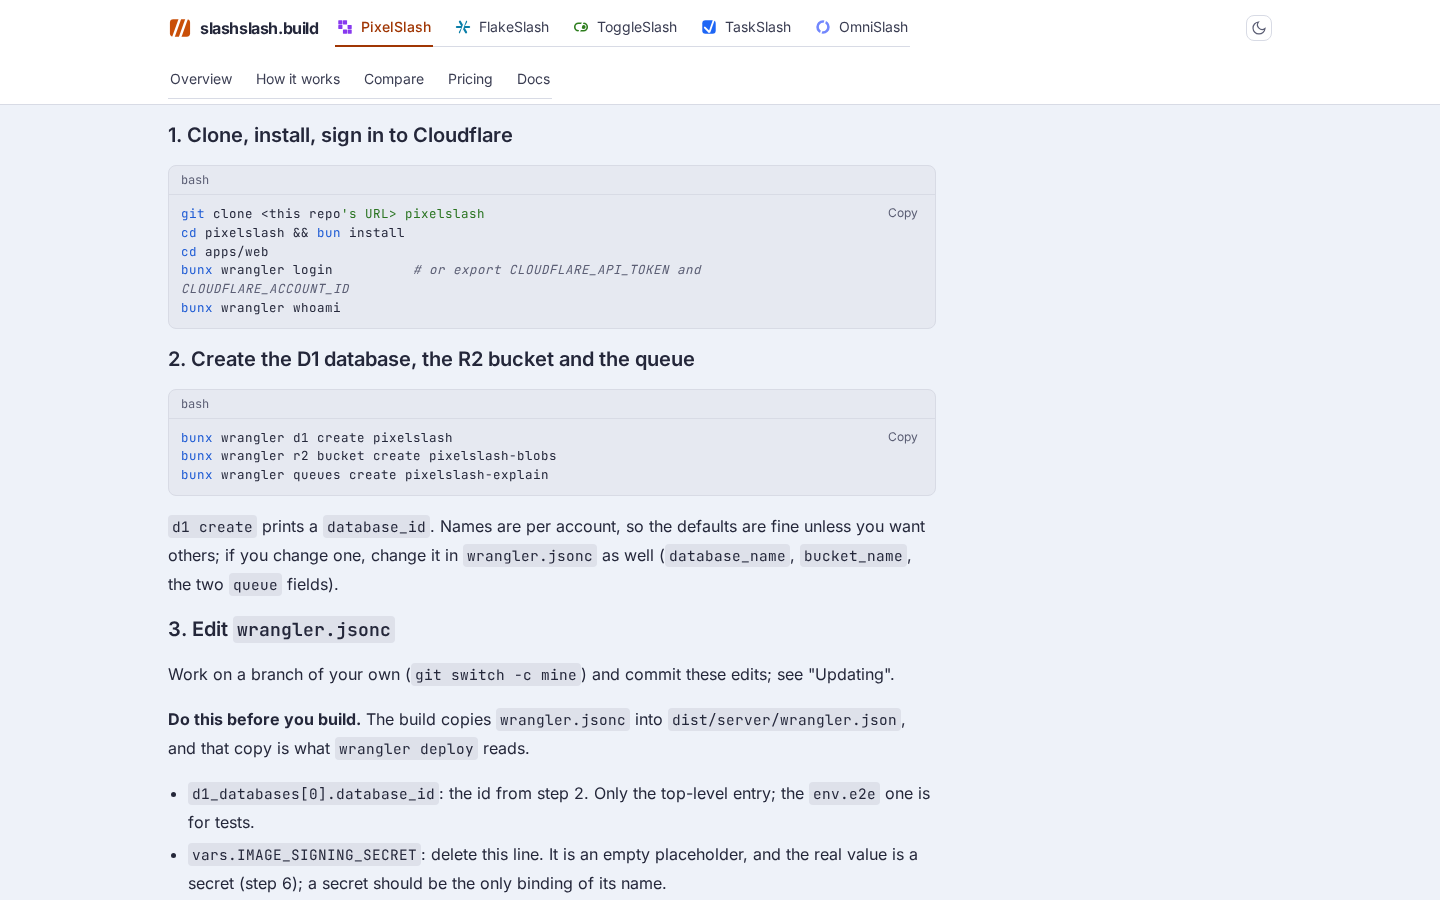 slashslash.build PixelSlash FlakeSlash ToggleSlash TaskSlash OmniSlash
Overview How it works Compare Pricing Docs
1. Clone, install, sign in to Cloudflare
bash
Copy
git clone <this repo's URL> pixelslash
cd pixelslash && bun install
cd apps/web
bunx wrangler login          # or export CLOUDFLARE_API_TOKEN and
CLOUDFLARE_ACCOUNT_ID
bunx wrangler whoami
2. Create the D1 database, the R2 bucket and the queue
bash
Copy
bunx wrangler d1 create pixelslash
bunx wrangler r2 bucket create pixelslash-blobs
bunx wrangler queues create pixelslash-explain
d1 create prints a database_id. Names are per account, so the defaults are fine unless you want
others; if you change one, change it in wrangler.jsonc as well (database_name, bucket_name,
the two queue fields).
3. Edit wrangler.jsonc
Work on a branch of your own (git switch -c mine) and commit these edits; see "Updating".
Do this before you build. The build copies wrangler.jsonc into dist/server/wrangler.json,
and that copy is what wrangler deploy reads.
• d1_databases[0].database_id: the id from step 2. Only the top-level entry; the env.e2e one is
for tests.
• vars.IMAGE_SIGNING_SECRET: delete this line. It is an empty placeholder, and the real value is a
secret (step 6); a secret should be the only binding of its name.